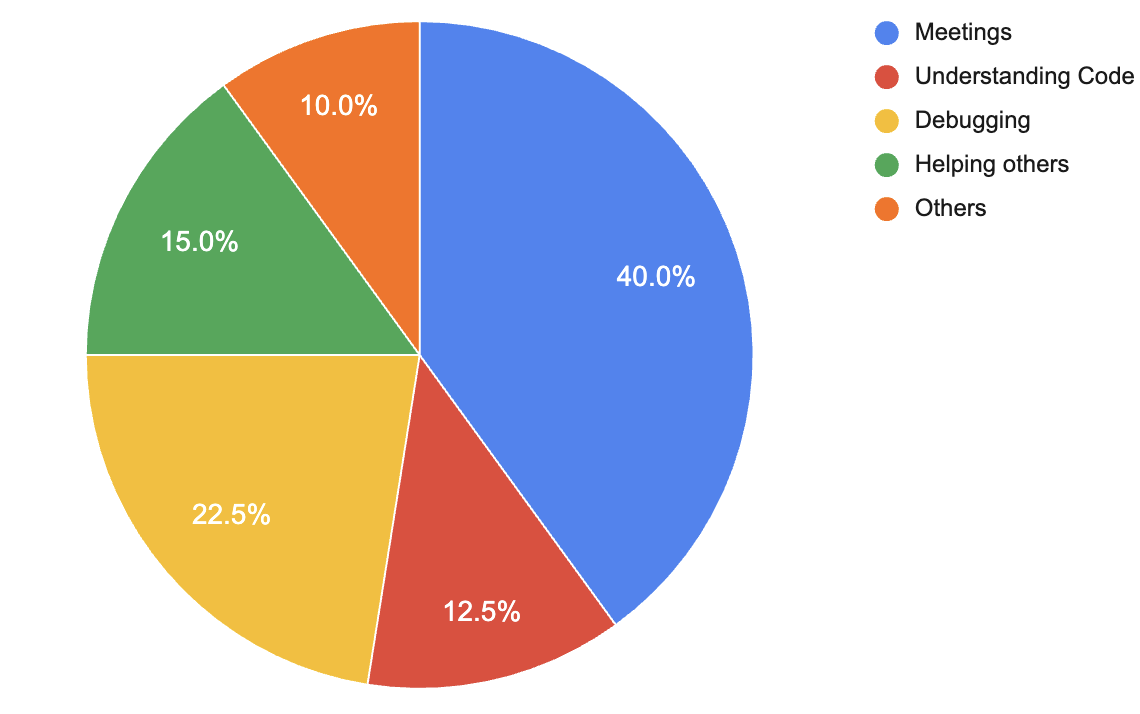 Meetings
Understanding Code
Debugging
Helping others
Others
10.0%
15.0%
40.0%
22.5%
12.5%